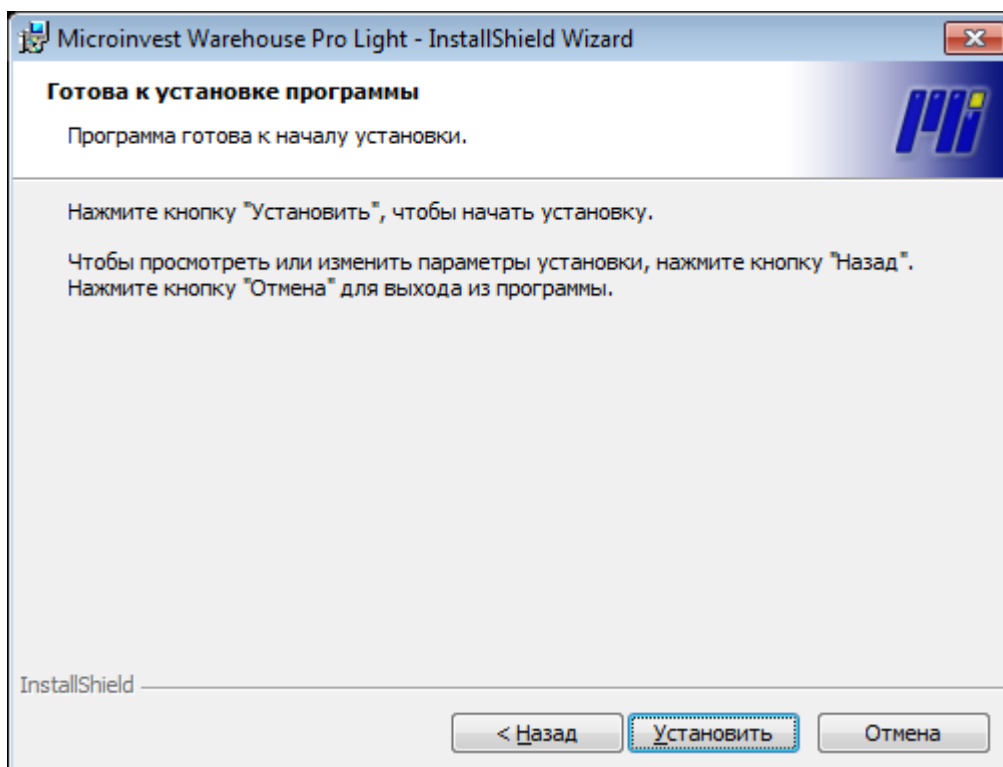 Microinvest Warehouse Pro Light - InstallShield Wizard
Готова к установке программы
Программа готова к началу установки.
Нажмите кнопку "Установить", чтобы начать установку.
Чтобы просмотреть или изменить параметры установки, нажмите кнопку "Назад".
Нажмите кнопку "Отмена" для выхода из программы.
InstallShield
< Назад Установить Отмена